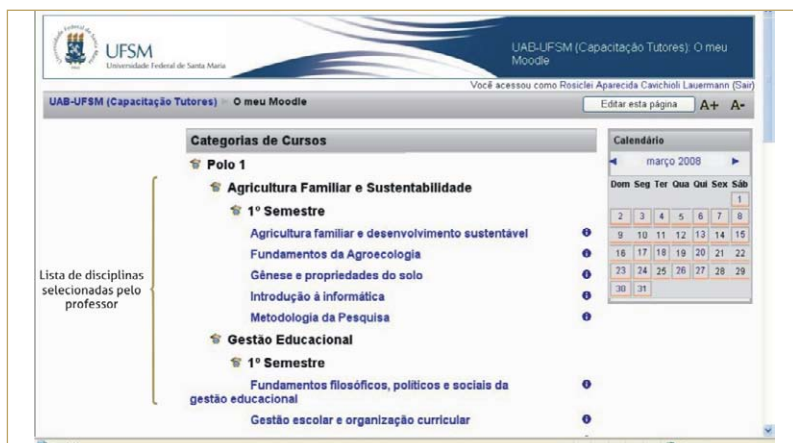 UFSM
Universidade Federal de Santa Maria
UAB-UFSM (Capacitação Tutores): O meu
Moodle
Você acessou como Rosiclei Aparecida Cavichioli Lauermann (Sair)
UAB-UFSM (Capacitação Tutores) ► O meu Moodle
Editar esta página A+ A-
Categorias de Cursos
Polo 1
Agricultura Familiar e Sustentabilidade
1º Semestre
Agricultura familiar e desenvolvimento sustentável
Fundamentos da Agroecologia
Gênese e propriedades do solo
Introdução à informática
Metodologia da Pesquisa
Gestão Educacional
1º Semestre
Fundamentos filosóficos, políticos e sociais da
gestão educacional
Gestão escolar e organização curricular
Lista de disciplinas
selecionadas pelo
professor
Calendário
◄ março 2008 ►
Dom Seg Ter Qua Qui Sex Sáb
1
2 3 4 5 6 7 8
9 10 11 12 13 14 15
16 17 18 19 20 21 22
23 24 25 26 27 28 29
30 31